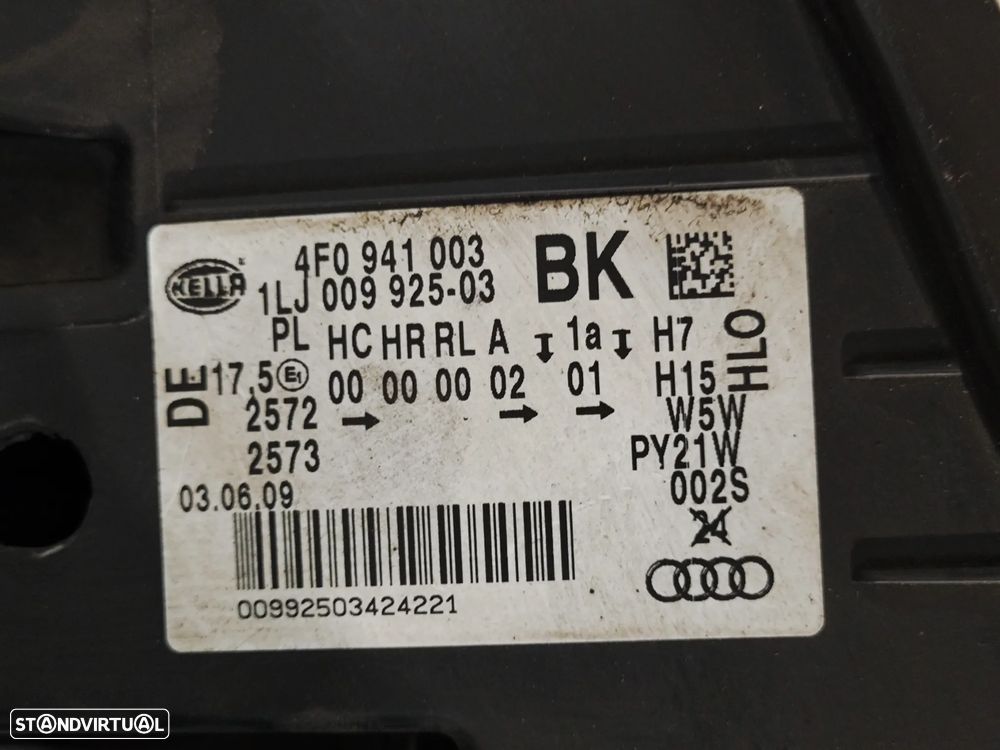 HELLA
4F0 941 003
1LJ 009 925-03
BK
PL HC HR RL A 1a H7
DE 17,5 E1 00 00 00 02 01 H15
HLO
2572 → → → W5W
2573 PY21W
03.06.09 002S
24
00992503424221
STANDVIRTUAL